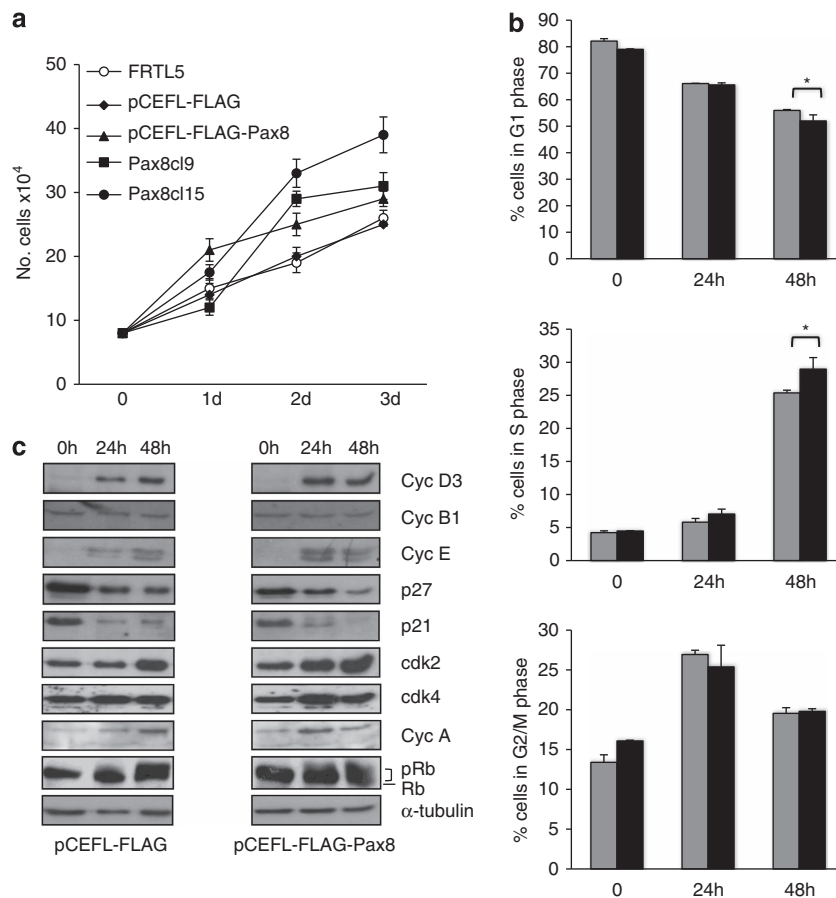 a
50
40
30
20
10
0
No. cells x10⁴
FRTL5
pCEFL-FLAG
pCEFL-FLAG-Pax8
Pax8cl9
Pax8cl15
0 1d 2d 3d
b
90
80
70
60
50
40
30
20
10
0
% cells in G1 phase
*
0 24h 48h
35
30
25
20
15
10
5
0
% cells in S phase
*
0 24h 48h
30
25
20
15
10
5
0
% cells in G2/M phase
0 24h 48h
c
0h 24h 48h 0h 24h 48h
Cyc D3
Cyc B1
Cyc E
p27
p21
cdk2
cdk4
Cyc A
pRb
Rb
α-tubulin
pCEFL-FLAG pCEFL-FLAG-Pax8